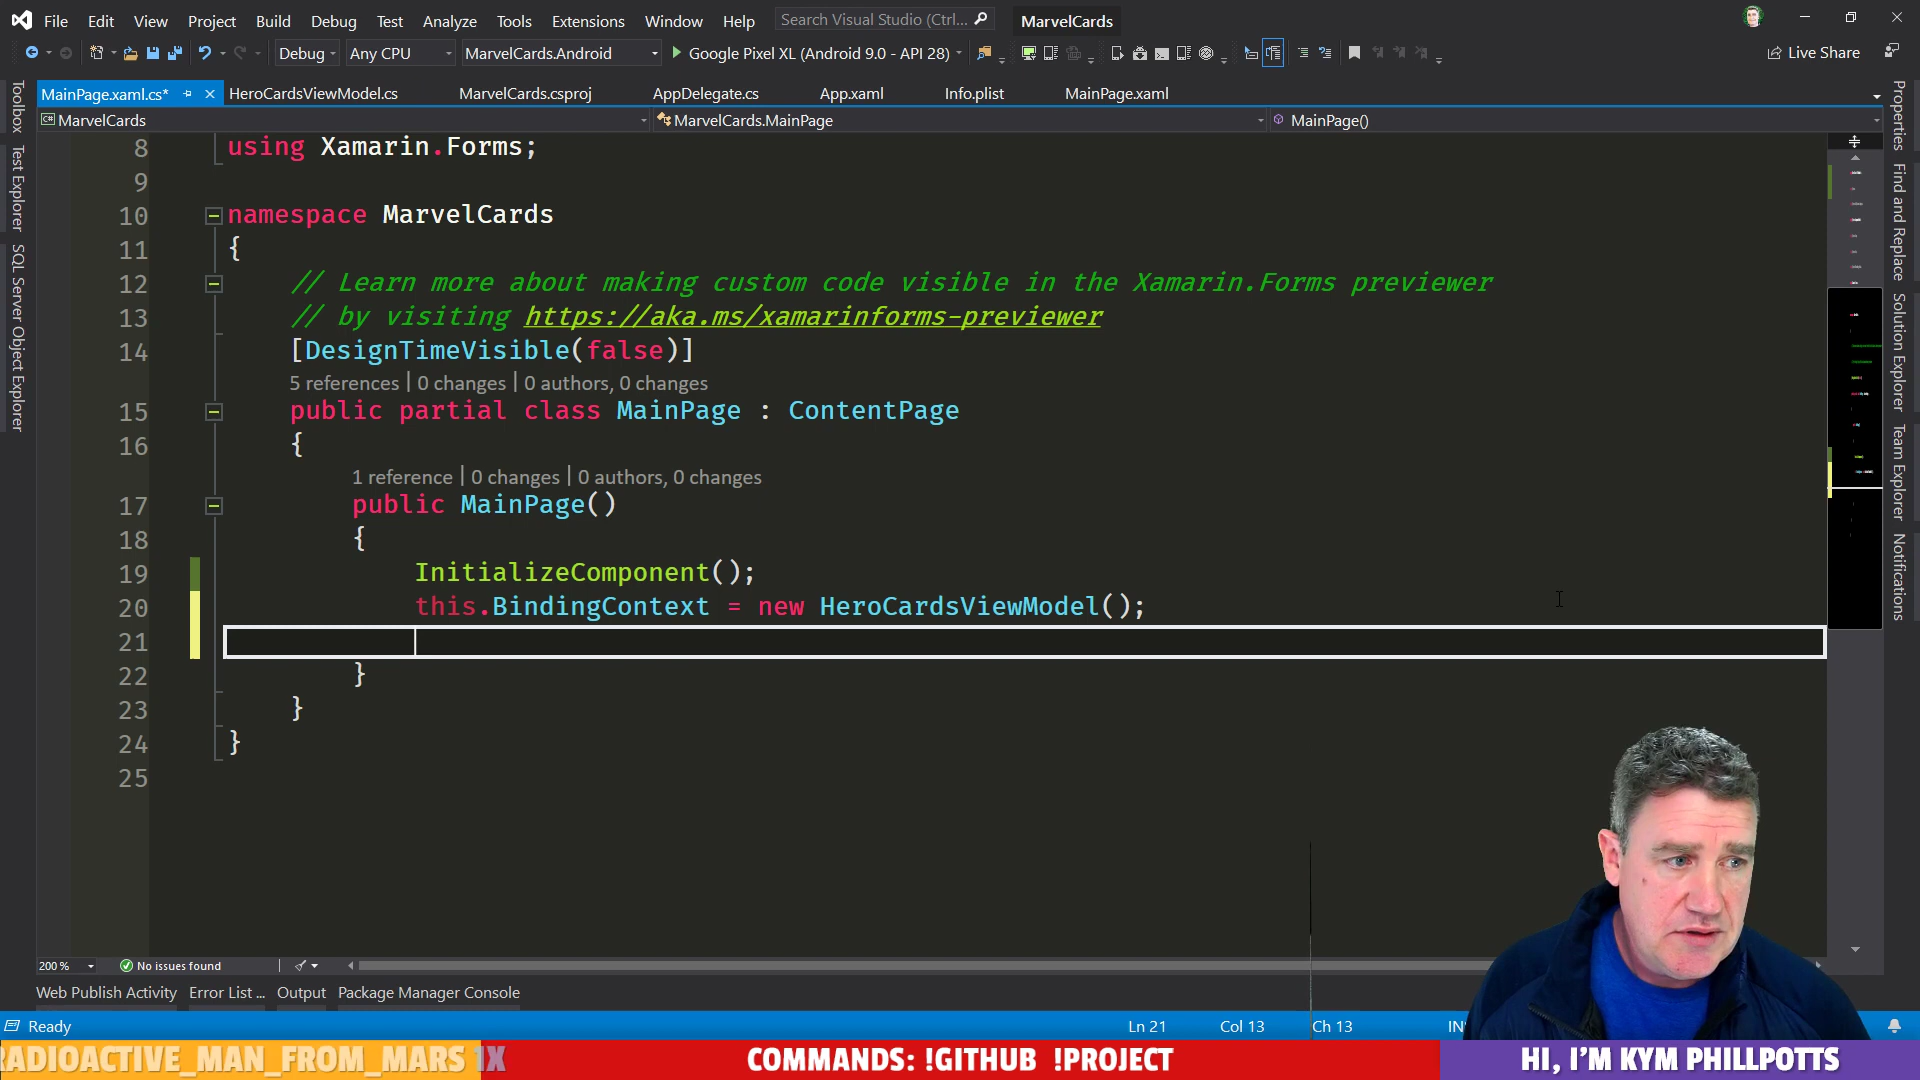 File Edit View Project Build Debug Test Analyze Tools Extensions Window Help Search Visual Studio (Ctrl... MarvelCards
Debug Any CPU MarvelCards.Android Google Pixel XL (Android 9.0 - API 28) Live Share
MainPage.xaml.cs* HeroCardsViewModel.cs MarvelCards.csproj AppDelegate.cs App.xaml Info.plist MainPage.xaml
MarvelCards MarvelCards.MainPage MainPage()
Toolbox
Test Explorer
SQL Server Object Explorer
8 using Xamarin.Forms;
9
10 namespace MarvelCards
11 {
12 // Learn more about making custom code visible in the Xamarin.Forms previewer
13 // by visiting https://aka.ms/xamarinforms-previewer
14 [DesignTimeVisible(false)]
5 references | 0 changes | 0 authors, 0 changes
15 public partial class MainPage : ContentPage
16 {
1 reference | 0 changes | 0 authors, 0 changes
17 public MainPage()
18 {
19 InitializeComponent();
20 this.BindingContext = new HeroCardsViewModel();
21
22 }
23 }
24 }
25
Properties
Find and Replace
Solution Explorer
Team Explorer
Notifications
200 % No issues found
Web Publish Activity Error List ... Output Package Manager Console
Ready Ln 21 Col 13 Ch 13 IN
RADIOACTIVE_MAN_FROM_MARS 1X COMMANDS: !GITHUB !PROJECT HI, I'M KYM PHILLPOTTS